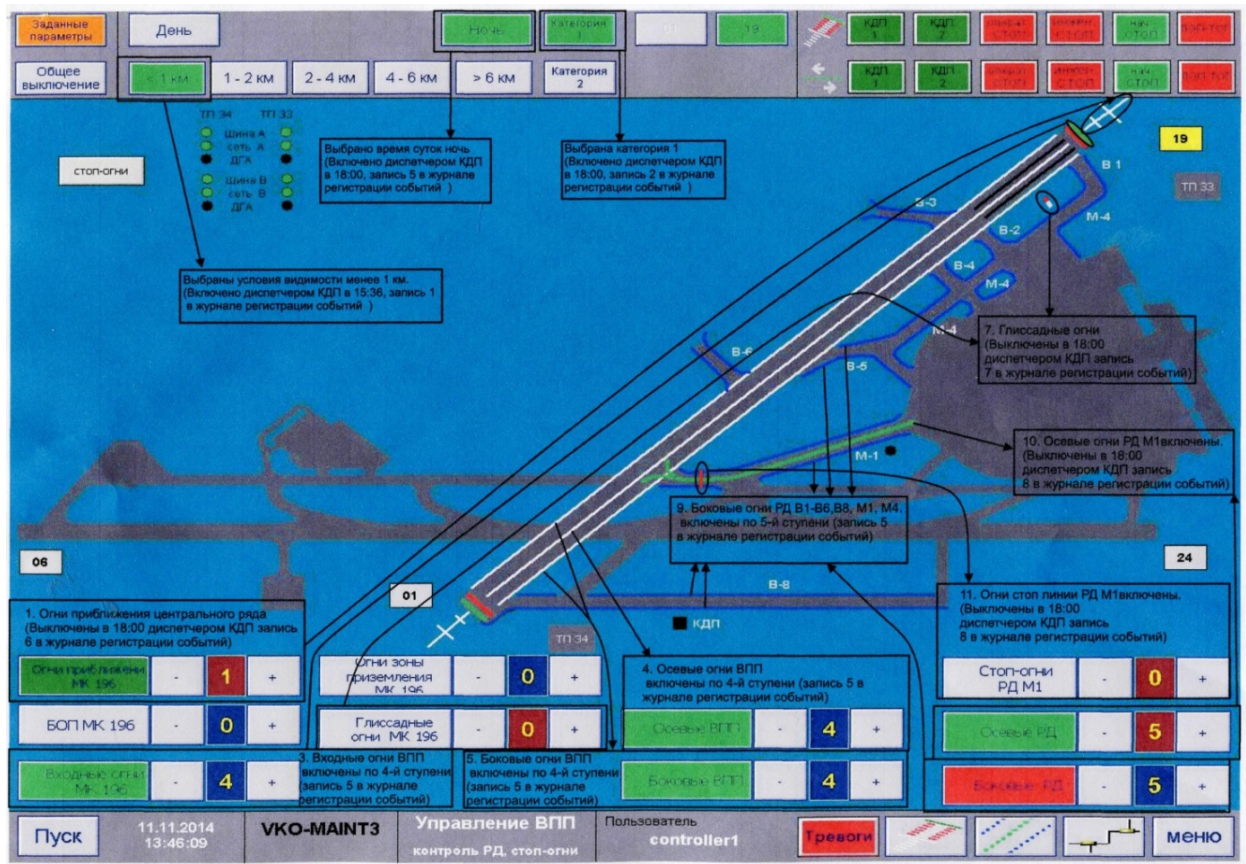 Заданные
параметры
День
Ночь
Категория
1
19
КДП
1
КДП
2
СТОП
СТОП
нач.
СТОП
Общее
выключение
< 1 км
1 - 2 км
2 - 4 км
4 - 6 км
> 6 км
Категория
2
КДП
1
КДП
2
СТОП
СТОП
нач.
СТОП
ТП 34
ТП 33
Шина А
сеть А
ДГА
Шина В
сеть В
ДГА
стоп-огни
Выбрано время суток ночь
(Включено диспетчером КДП
в 18:00, запись 5 в журнале
регистрации событий )
Выбрана категория 1
(Включено диспетчером КДП
в 18:00, запись 2 в журнале
регистрации событий )
19
В 1
ТП 33
В-3
М-4
В-2
В-4
М-4
М-4
Выбраны условия видимости менее 1 км.
(Включено диспетчером КДП в 15:36, запись 1
в журнале регистрации событий )
7. Глиссадные огни
(Выключены в 18:00
диспетчером КДП запись
7 в журнале регистрации событий)
В-6
В-5
10. Осевые огни РД М1включены.
(Выключены в 18:00
диспетчером КДП запись
8 в журнале регистрации событий)
М-1
9. Боковые огни РД В1-В6,В8, М1, М4.
включены по 5-й ступени (запись 5
в журнале регистрации событий)
06
24
01
В-8
КДП
ТП 34
1. Огни приближения центрального ряда
(Выключены в 18:00 диспетчером КДП запись
6 в журнале регистрации событий)
11. Огни стоп линии РД М1включены.
(Выключены в 18:00
диспетчером КДП запись
8 в журнале регистрации событий)
4. Осевые огни ВПП
включены по 4-й ступени (запись 5 в
журнале регистрации событий)
Огни приближени
МК 196
- 1 +
Огни зоны
приземления
МК 196
- 0 +
Стоп-огни
РД М1
- 0 +
БОП МК 196
- 0 +
Глиссадные
огни МК 196
- 0 +
Осевые ВПП
- 4 +
Осевые РД
- 5 +
Входные огни
МК 196
- 4 +
3. Входные огни ВПП
включены по 4-й ступени
(запись 5 в журнале
регистрации событий)
5. Боковые огни ВПП
включены по 4-й ступени
(запись 5 в журнале
регистрации событий)
Боковые ВПП
- 4 +
Боковые РД
- 5 +
Пуск
11.11.2014
13:46:09
VKO-MAINT3
Управление ВПП
контроль РД, стоп-огни
Пользователь
controller1
Тревоги
меню